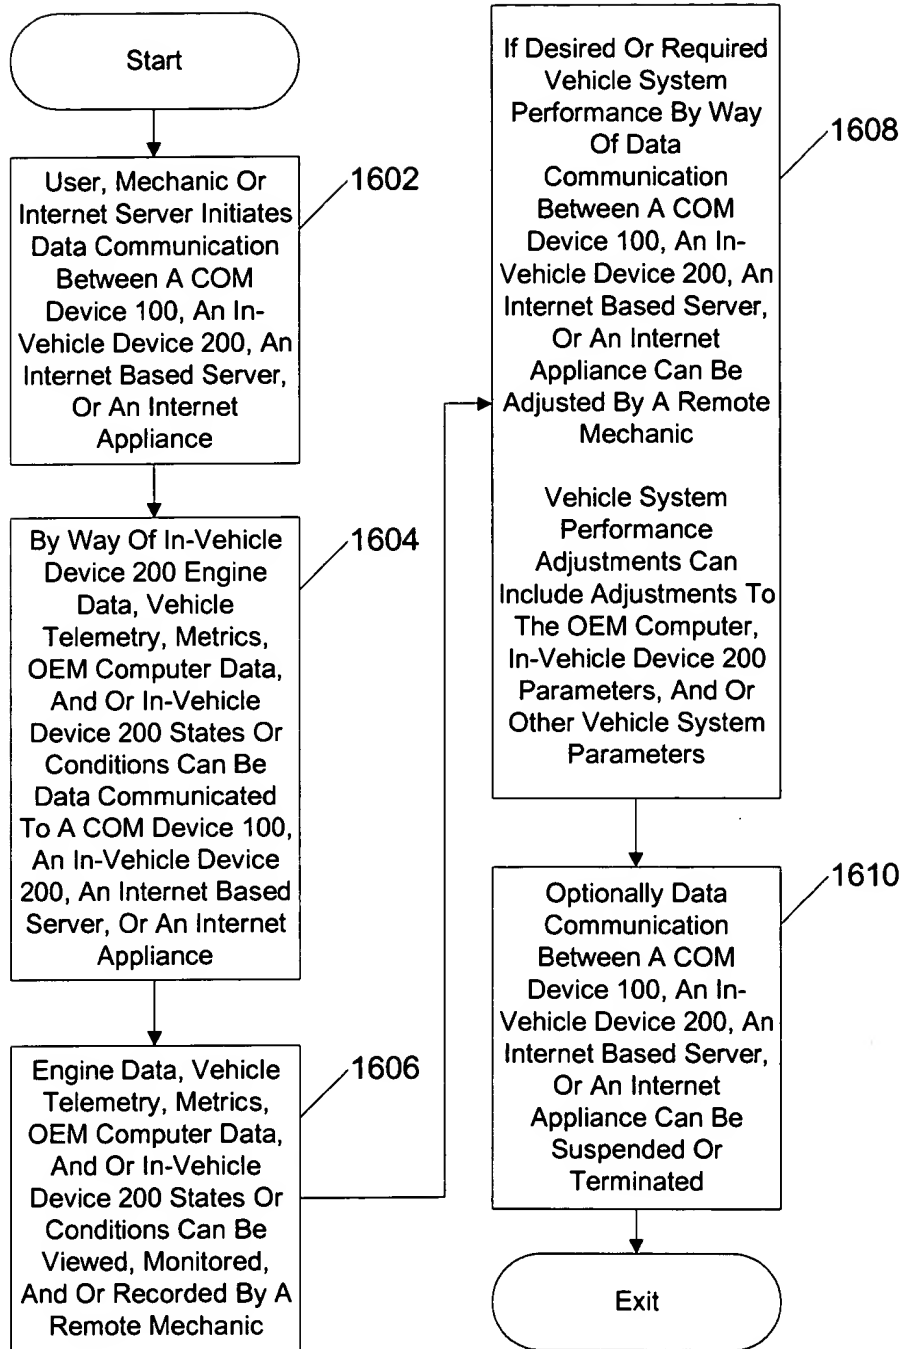 Start
User, Mechanic Or
Internet Server Initiates
Data Communication
Between A COM
Device 100, An In-
Vehicle Device 200, An
Internet Based Server,
Or An Internet
Appliance
1602
By Way Of In-Vehicle
Device 200 Engine
Data, Vehicle
Telemetry, Metrics,
OEM Computer Data,
And Or In-Vehicle
Device 200 States Or
Conditions Can Be
Data Communicated
To A COM Device 100,
An In-Vehicle Device
200, An Internet Based
Server, Or An Internet
Appliance
1604
Engine Data, Vehicle
Telemetry, Metrics,
OEM Computer Data,
And Or In-Vehicle
Device 200 States Or
Conditions Can Be
Viewed, Monitored,
And Or Recorded By A
Remote Mechanic
1606
If Desired Or Required
Vehicle System
Performance By Way
Of Data
Communication
Between A COM
Device 100, An In-
Vehicle Device 200, An
Internet Based Server,
Or An Internet
Appliance Can Be
Adjusted By A Remote
Mechanic
Vehicle System
Performance
Adjustments Can
Include Adjustments To
The OEM Computer,
In-Vehicle Device 200
Parameters, And Or
Other Vehicle System
Parameters
1608
Optionally Data
Communication
Between A COM
Device 100, An In-
Vehicle Device 200, An
Internet Based Server,
Or An Internet
Appliance Can Be
Suspended Or
Terminated
1610
Exit